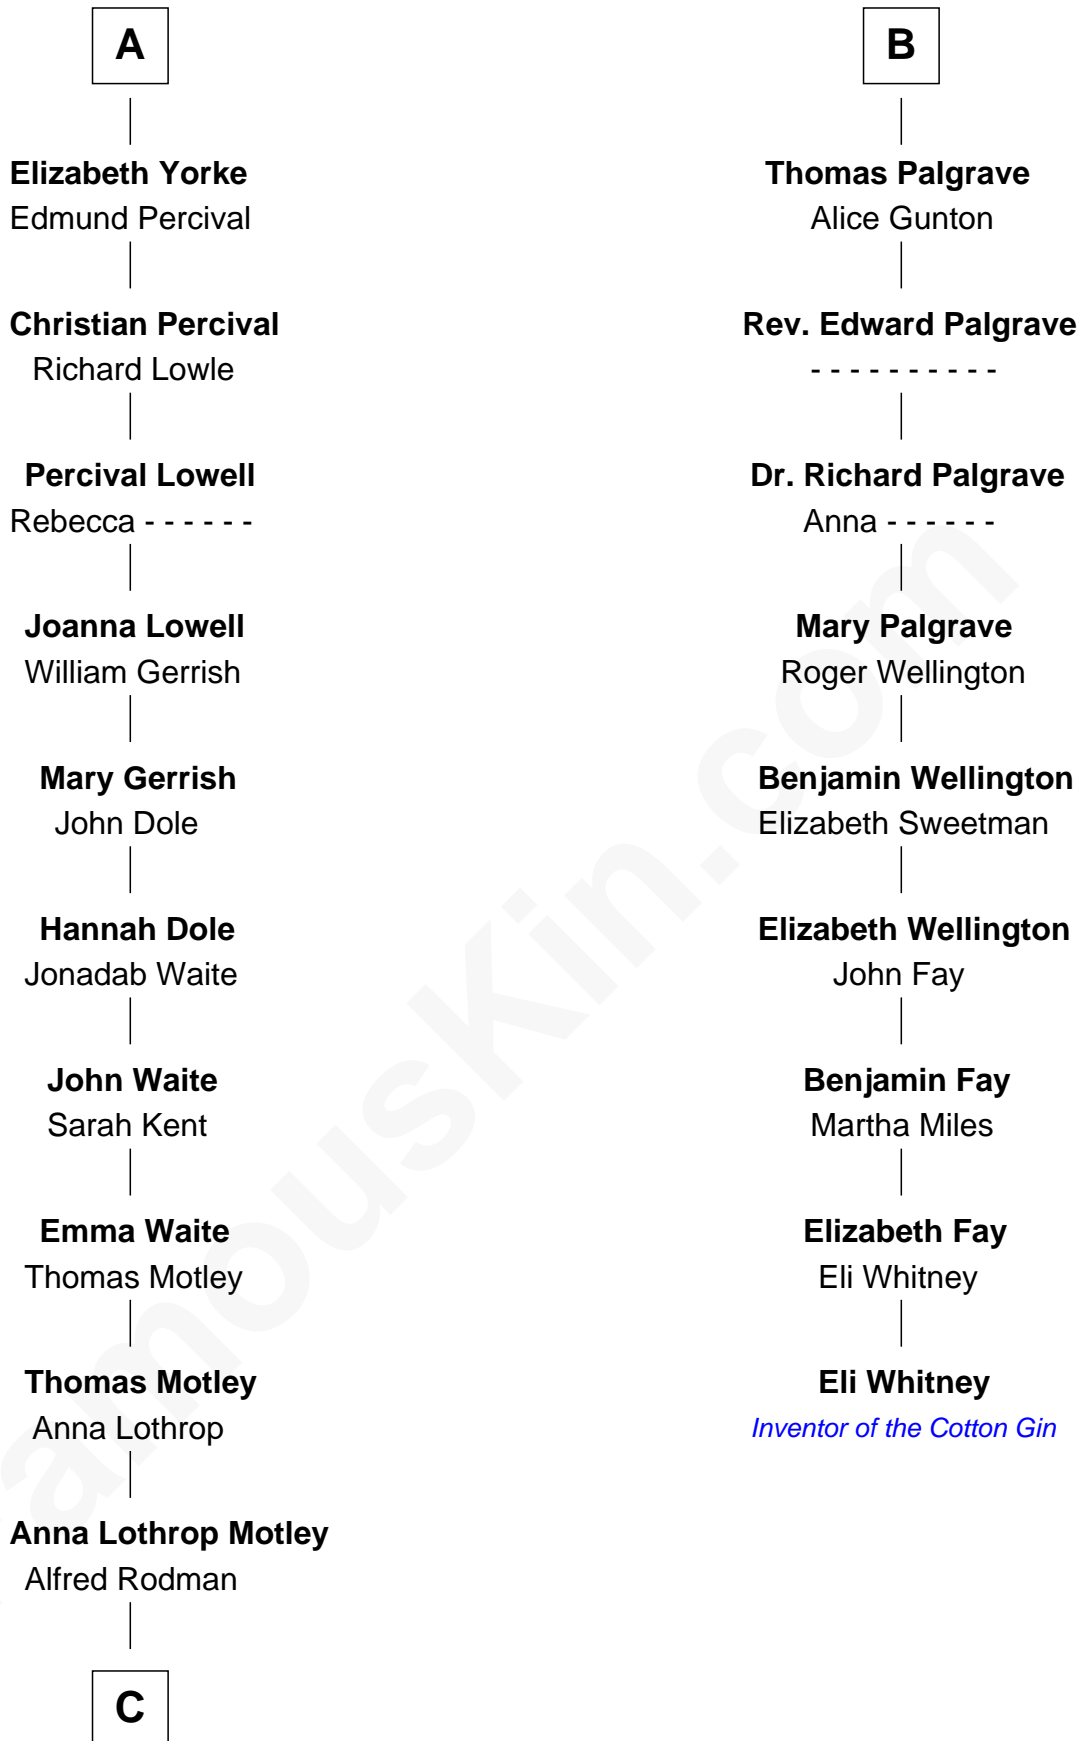 A
Elizabeth Yorke
Edmund Percival
Christian Percival
Richard Lowle
Percival Lowell
Rebecca - - - - - -
Joanna Lowell
William Gerrish
Mary Gerrish
John Dole
Hannah Dole
Jonadab Waite
John Waite
Sarah Kent
Emma Waite
Thomas Motley
Thomas Motley
Anna Lothrop
Anna Lothrop Motley
Alfred Rodman
C
B
Thomas Palgrave
Alice Gunton
Rev. Edward Palgrave
- - - - - - - - - -
Dr. Richard Palgrave
Anna - - - - - -
Mary Palgrave
Roger Wellington
Benjamin Wellington
Elizabeth Sweetman
Elizabeth Wellington
John Fay
Benjamin Fay
Martha Miles
Elizabeth Fay
Eli Whitney
Eli Whitney
Inventor of the Cotton Gin
amouskin.com